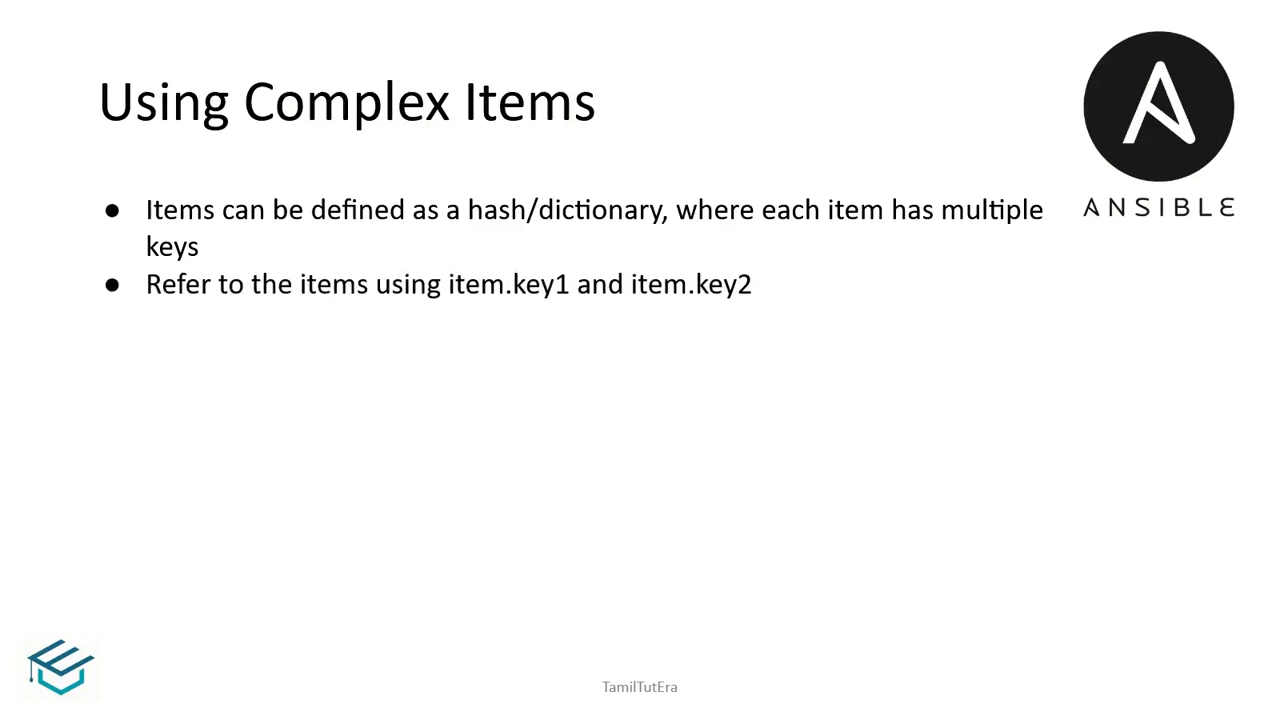 Using Complex Items
● Items can be defined as a hash/dictionary, where each item has multiple
keys
● Refer to the items using item.key1 and item.key2
ANSIBLE
TamilTutEra